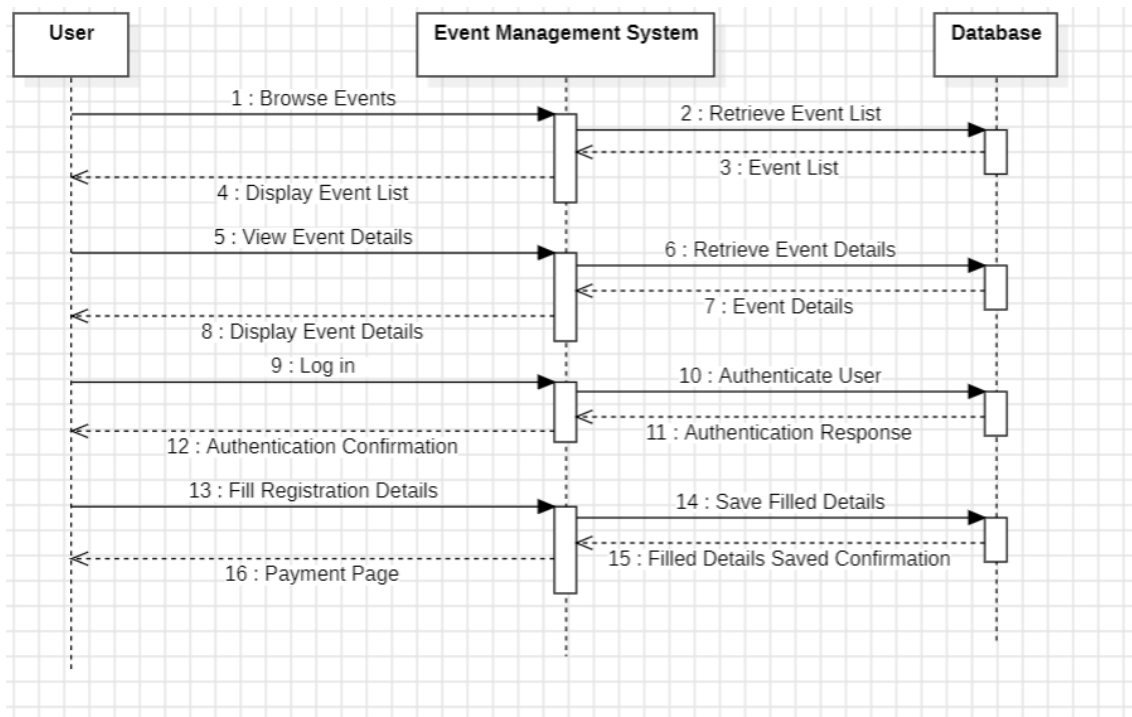 User
Event Management System
Database
1 : Browse Events
2 : Retrieve Event List
3 : Event List
4 : Display Event List
5 : View Event Details
6 : Retrieve Event Details
7 : Event Details
8 : Display Event Details
9 : Log in
10 : Authenticate User
11 : Authentication Response
12 : Authentication Confirmation
13 : Fill Registration Details
14 : Save Filled Details
15 : Filled Details Saved Confirmation
16 : Payment Page